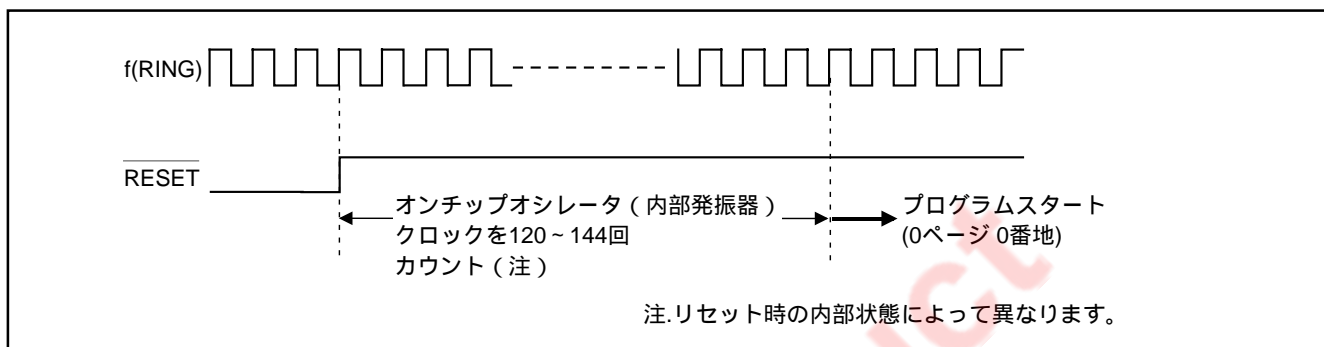 f(RING)
RESET
オンチップオシレータ（内部発振器）
クロックを120～144回
カウント（注）
プログラムスタート
(0ページ 0番地)
注.リセット時の内部状態によって異なります。